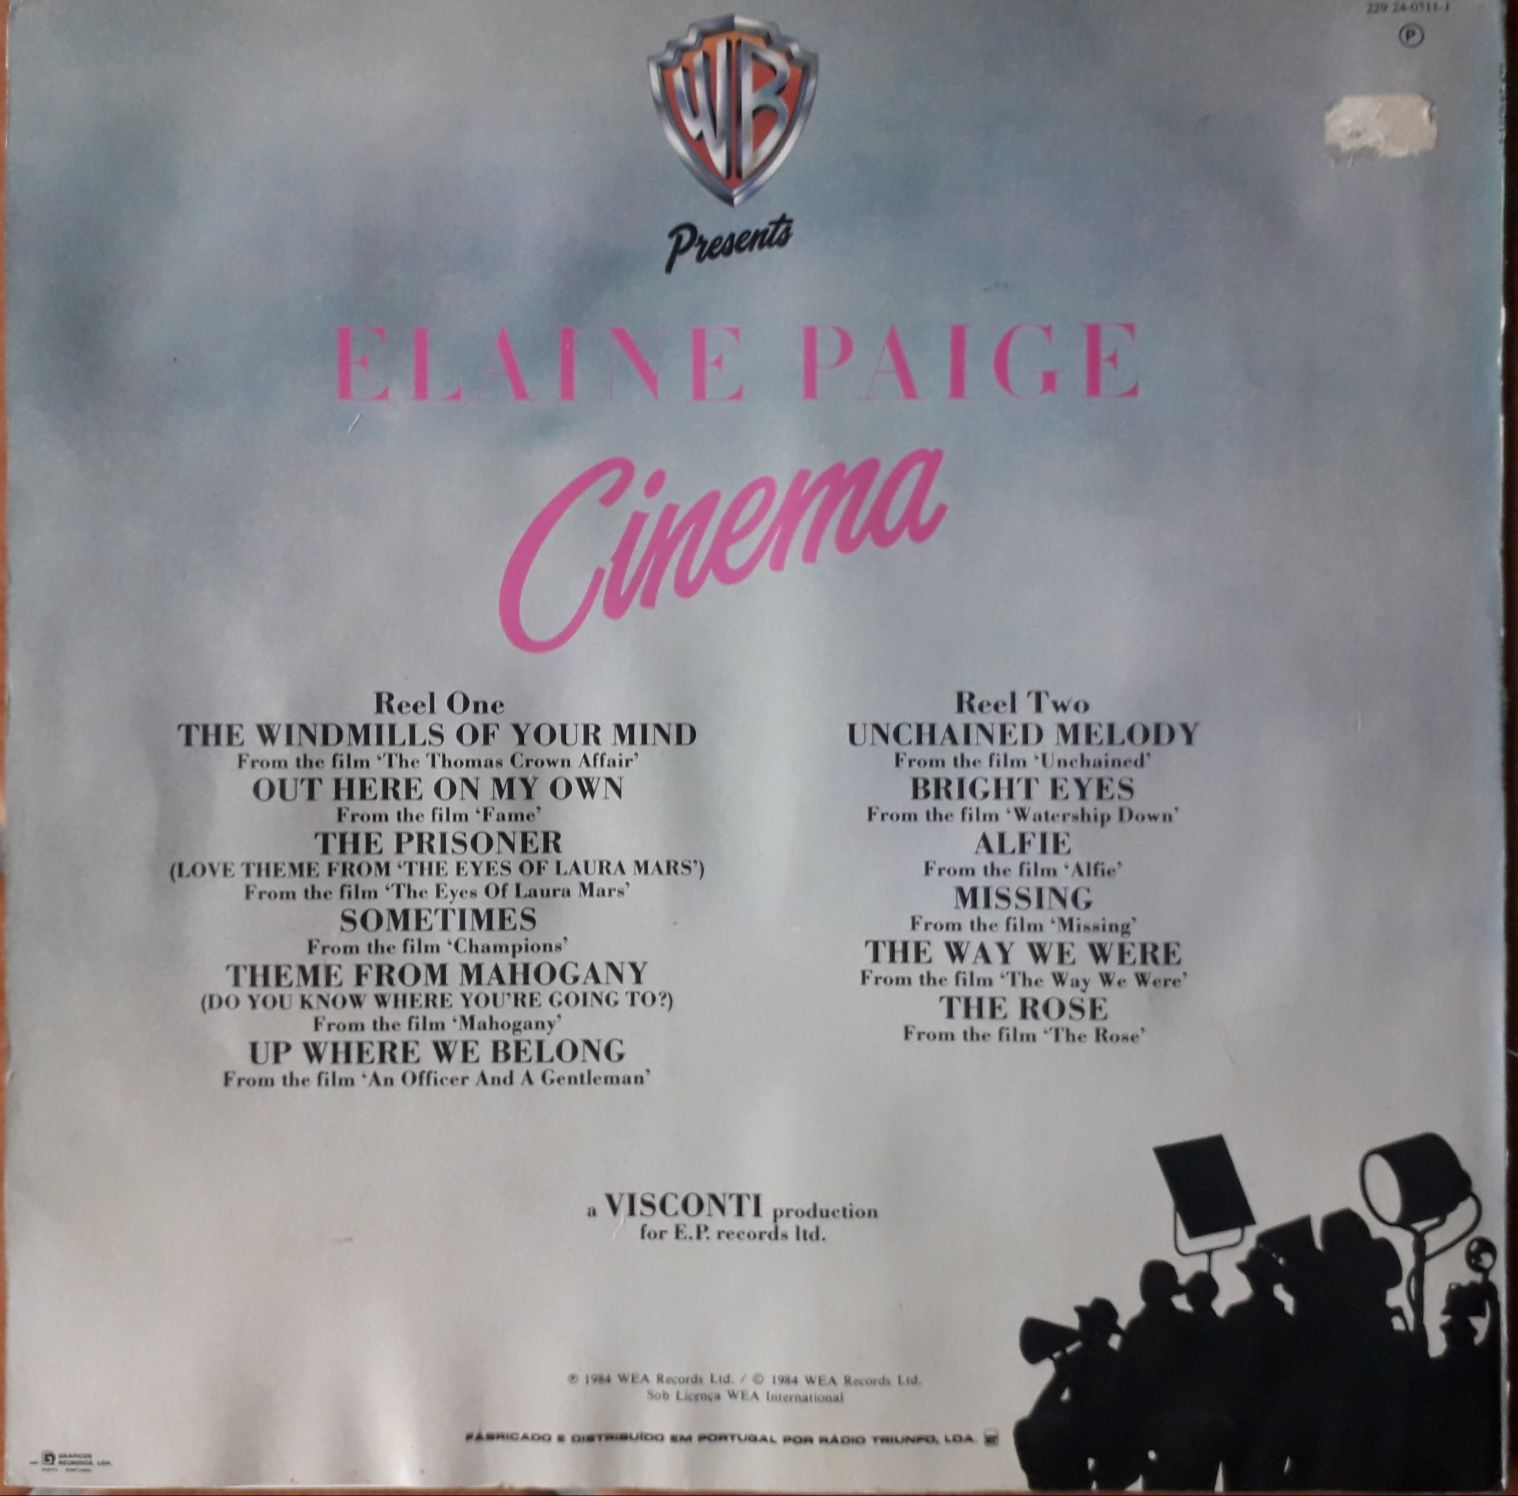 229 24-0511-1
P
WB
Presents
ELAINE PAIGE
Cinema
Reel One
THE WINDMILLS OF YOUR MIND
From the film ‘The Thomas Crown Affair’
OUT HERE ON MY OWN
From the film ‘Fame’
THE PRISONER
(LOVE THEME FROM ‘THE EYES OF LAURA MARS’)
From the film ‘The Eyes Of Laura Mars’
SOMETIMES
From the film ‘Champions’
THEME FROM MAHOGANY
(DO YOU KNOW WHERE YOU’RE GOING TO?)
From the film ‘Mahogany’
UP WHERE WE BELONG
From the film ‘An Officer And A Gentleman’
Reel Two
UNCHAINED MELODY
From the film ‘Unchained’
BRIGHT EYES
From the film ‘Watership Down’
ALFIE
From the film ‘Alfie’
MISSING
From the film ‘Missing’
THE WAY WE WERE
From the film ‘The Way We Were’
THE ROSE
From the film ‘The Rose’
a VISCONTI production
for E.P. records ltd.
℗ 1984 WEA Records Ltd. / © 1984 WEA Records Ltd.
Sob Licença WEA International
FABRICADO E DISTRIBUÍDO EM PORTUGAL POR RÁDIO TRIUNFO, LDA.
GRÁFICOS
REUNIDOS, LDA.